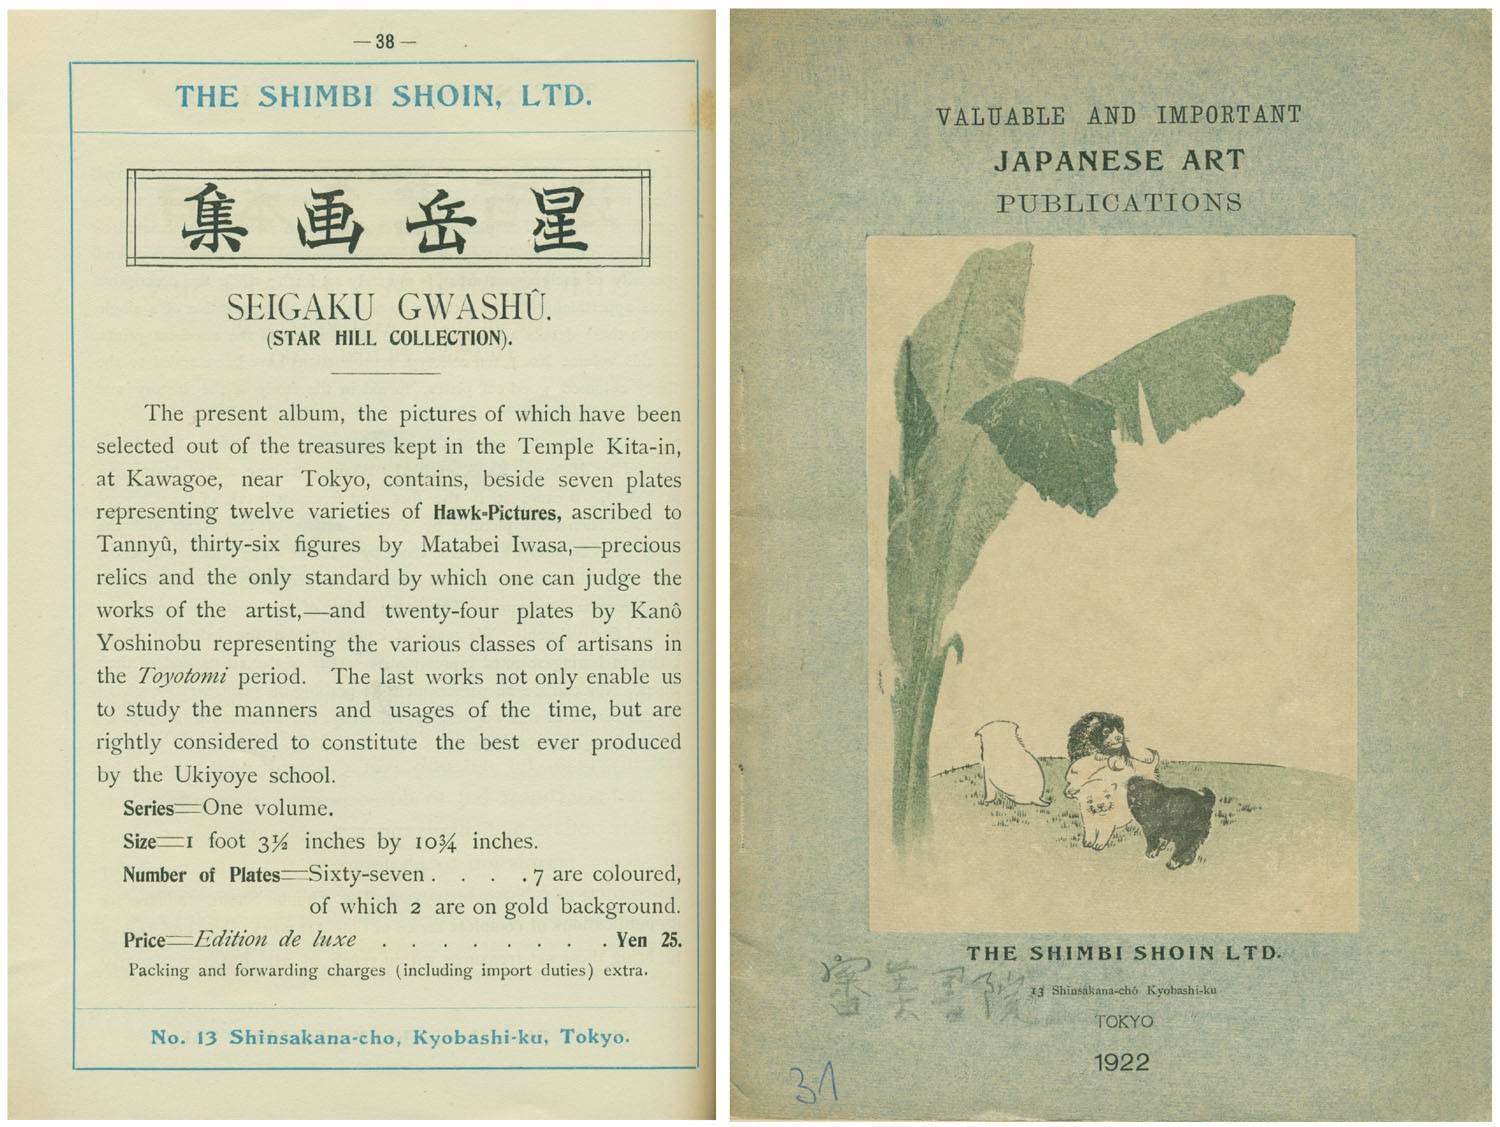 — 38 —
THE SHIMBI SHOIN, LTD.
集画岳星
SEIGAKU GWASHÛ.
(STAR HILL COLLECTION).
The present album, the pictures of which have been
selected out of the treasures kept in the Temple Kita-in,
at Kawagoe, near Tokyo, contains, beside seven plates
representing twelve varieties of Hawk-Pictures, ascribed to
Tannyû, thirty-six figures by Matabei Iwasa,—precious
relics and the only standard by which one can judge the
works of the artist,—and twenty-four plates by Kanô
Yoshinobu representing the various classes of artisans in
the Toyotomi period. The last works not only enable us
to study the manners and usages of the time, but are
rightly considered to constitute the best ever produced
by the Ukiyoye school.
Series=One volume.
Size=1 foot 3½ inches by 10¾ inches.
Number of Plates=Sixty-seven . . . . 7 are coloured,
of which 2 are on gold background.
Price=Edition de luxe . . . . . . . . Yen 25.
Packing and forwarding charges (including import duties) extra.
No. 13 Shinsakana-cho, Kyobashi-ku, Tokyo.
VALUABLE AND IMPORTANT
JAPANESE ART
PUBLICATIONS
THE SHIMBI SHOIN LTD.
審美書院
13 Shinsakana-chô Kyobashi-ku
TOKYO
1922
31